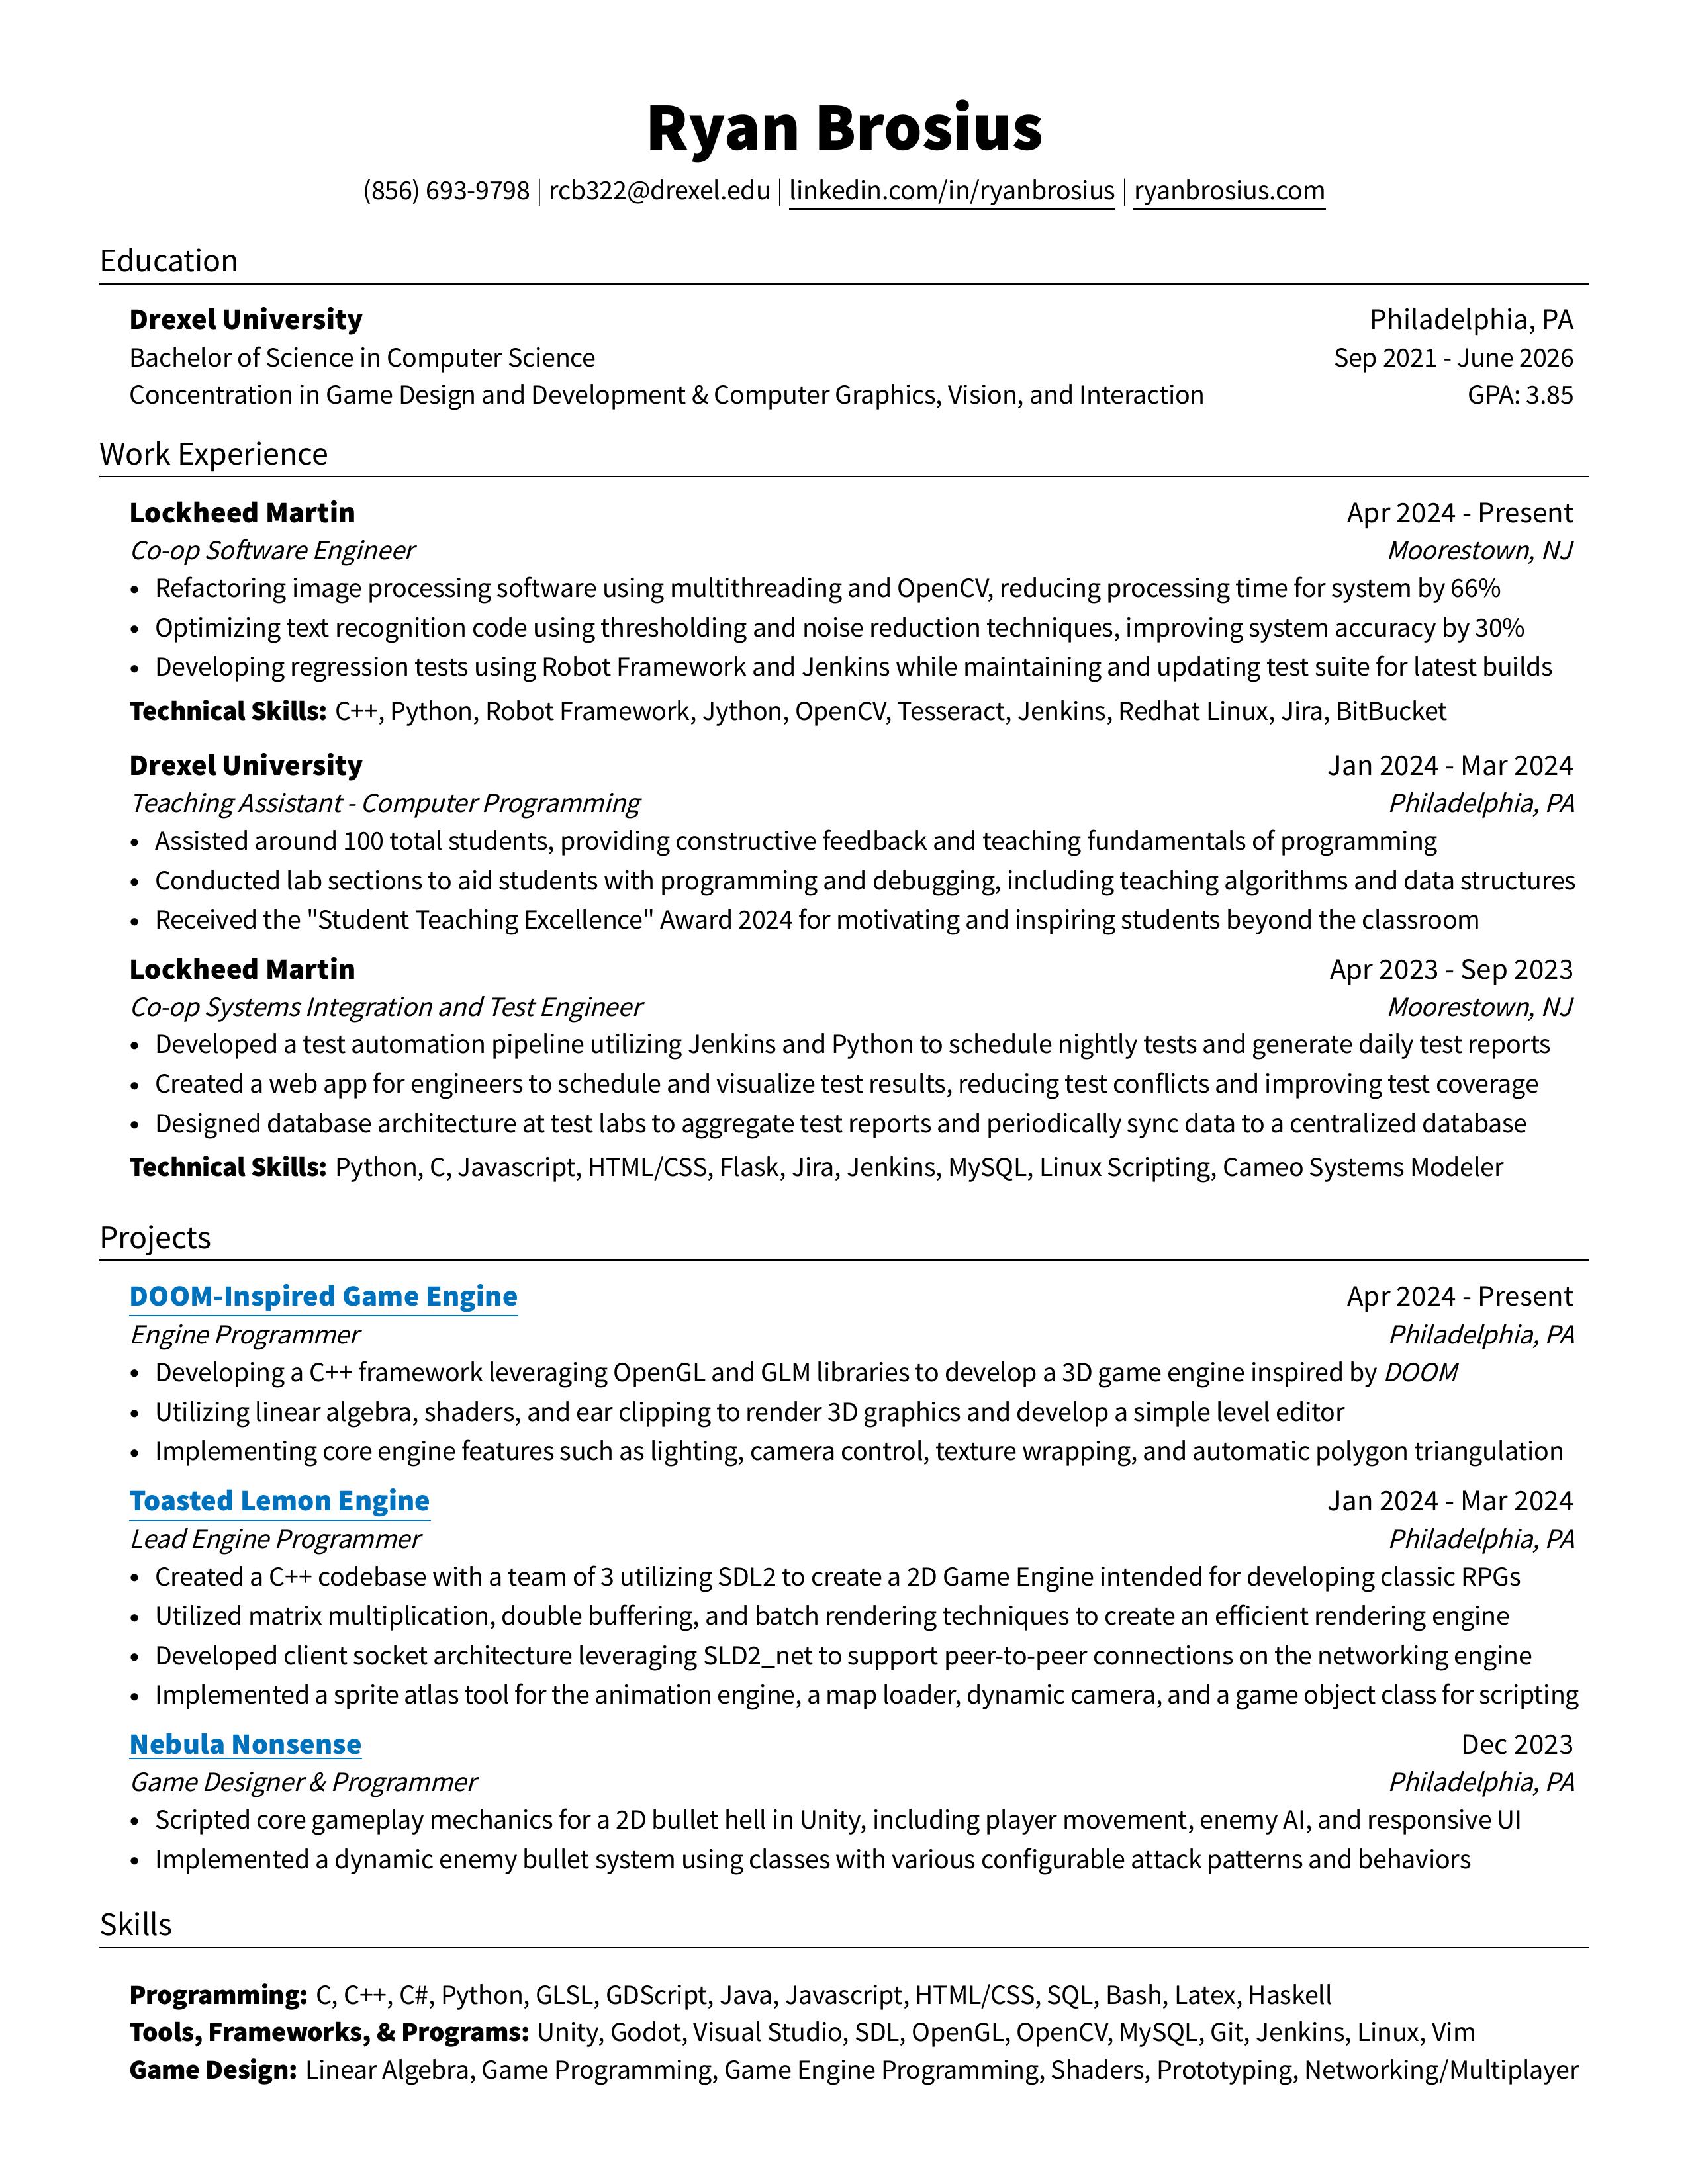 Ryan Brosius
(856) 693-9798 | rcb322@drexel.edu | linkedin.com/in/ryanbrosius | ryanbrosius.com
Education
Drexel University Philadelphia, PA
Bachelor of Science in Computer Science Sep 2021 - June 2026
Concentration in Game Design and Development & Computer Graphics, Vision, and Interaction GPA: 3.85
Work Experience
Lockheed Martin Apr 2024 - Present
Co-op Software Engineer Moorestown, NJ
• Refactoring image processing software using multithreading and OpenCV, reducing processing time for system by 66%
• Optimizing text recognition code using thresholding and noise reduction techniques, improving system accuracy by 30%
• Developing regression tests using Robot Framework and Jenkins while maintaining and updating test suite for latest builds
Technical Skills: C++, Python, Robot Framework, Jython, OpenCV, Tesseract, Jenkins, Redhat Linux, Jira, BitBucket
Drexel University Jan 2024 - Mar 2024
Teaching Assistant - Computer Programming Philadelphia, PA
• Assisted around 100 total students, providing constructive feedback and teaching fundamentals of programming
• Conducted lab sections to aid students with programming and debugging, including teaching algorithms and data structures
• Received the "Student Teaching Excellence" Award 2024 for motivating and inspiring students beyond the classroom
Lockheed Martin Apr 2023 - Sep 2023
Co-op Systems Integration and Test Engineer Moorestown, NJ
• Developed a test automation pipeline utilizing Jenkins and Python to schedule nightly tests and generate daily test reports
• Created a web app for engineers to schedule and visualize test results, reducing test conflicts and improving test coverage
• Designed database architecture at test labs to aggregate test reports and periodically sync data to a centralized database
Technical Skills: Python, C, Javascript, HTML/CSS, Flask, Jira, Jenkins, MySQL, Linux Scripting, Cameo Systems Modeler
Projects
DOOM-Inspired Game Engine Apr 2024 - Present
Engine Programmer Philadelphia, PA
• Developing a C++ framework leveraging OpenGL and GLM libraries to develop a 3D game engine inspired by DOOM
• Utilizing linear algebra, shaders, and ear clipping to render 3D graphics and develop a simple level editor
• Implementing core engine features such as lighting, camera control, texture wrapping, and automatic polygon triangulation
Toasted Lemon Engine Jan 2024 - Mar 2024
Lead Engine Programmer Philadelphia, PA
• Created a C++ codebase with a team of 3 utilizing SDL2 to create a 2D Game Engine intended for developing classic RPGs
• Utilized matrix multiplication, double buffering, and batch rendering techniques to create an efficient rendering engine
• Developed client socket architecture leveraging SLD2_net to support peer-to-peer connections on the networking engine
• Implemented a sprite atlas tool for the animation engine, a map loader, dynamic camera, and a game object class for scripting
Nebula Nonsense Dec 2023
Game Designer & Programmer Philadelphia, PA
• Scripted core gameplay mechanics for a 2D bullet hell in Unity, including player movement, enemy AI, and responsive UI
• Implemented a dynamic enemy bullet system using classes with various configurable attack patterns and behaviors
Skills
Programming: C, C++, C#, Python, GLSL, GDScript, Java, Javascript, HTML/CSS, SQL, Bash, Latex, Haskell
Tools, Frameworks, & Programs: Unity, Godot, Visual Studio, SDL, OpenGL, OpenCV, MySQL, Git, Jenkins, Linux, Vim
Game Design: Linear Algebra, Game Programming, Game Engine Programming, Shaders, Prototyping, Networking/Multiplayer